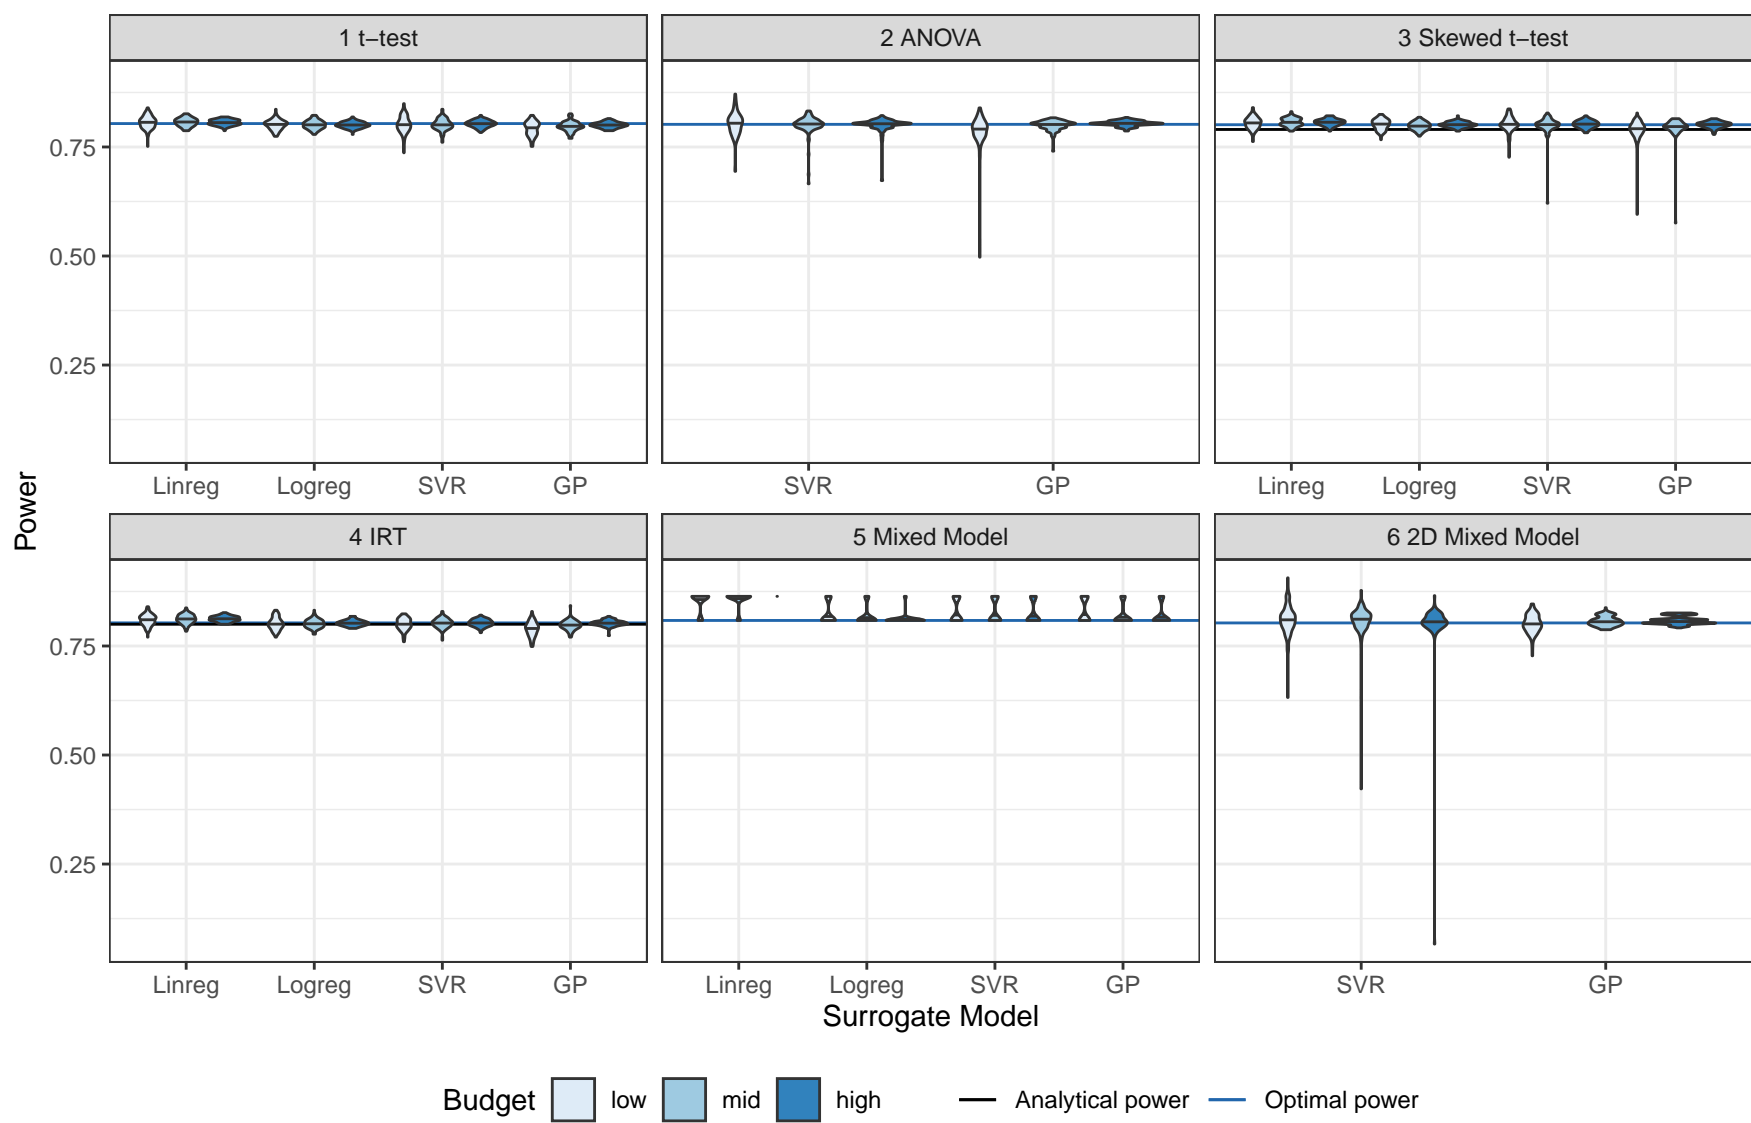 1 t−test
2 ANOVA
3 Skewed t−test
0.75
0.50
0.25
Linreg Logreg SVR GP
SVR GP
Linreg Logreg SVR GP
Power
4 IRT
5 Mixed Model
6 2D Mixed Model
0.75
0.50
0.25
Linreg Logreg SVR GP
Linreg Logreg SVR GP
SVR GP
Surrogate Model
Budget low mid high Analytical power Optimal power